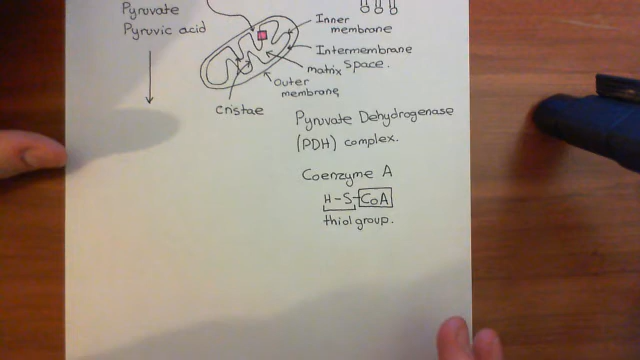 Pyruvate
Pyruvic acid
Inner
membrane
Intermembrane
space.
matrix
Outer
membrane
cristae
Pyruvate Dehydrogenase
(PDH) complex.
Coenzyme A
H-S-CoA
thiol group.